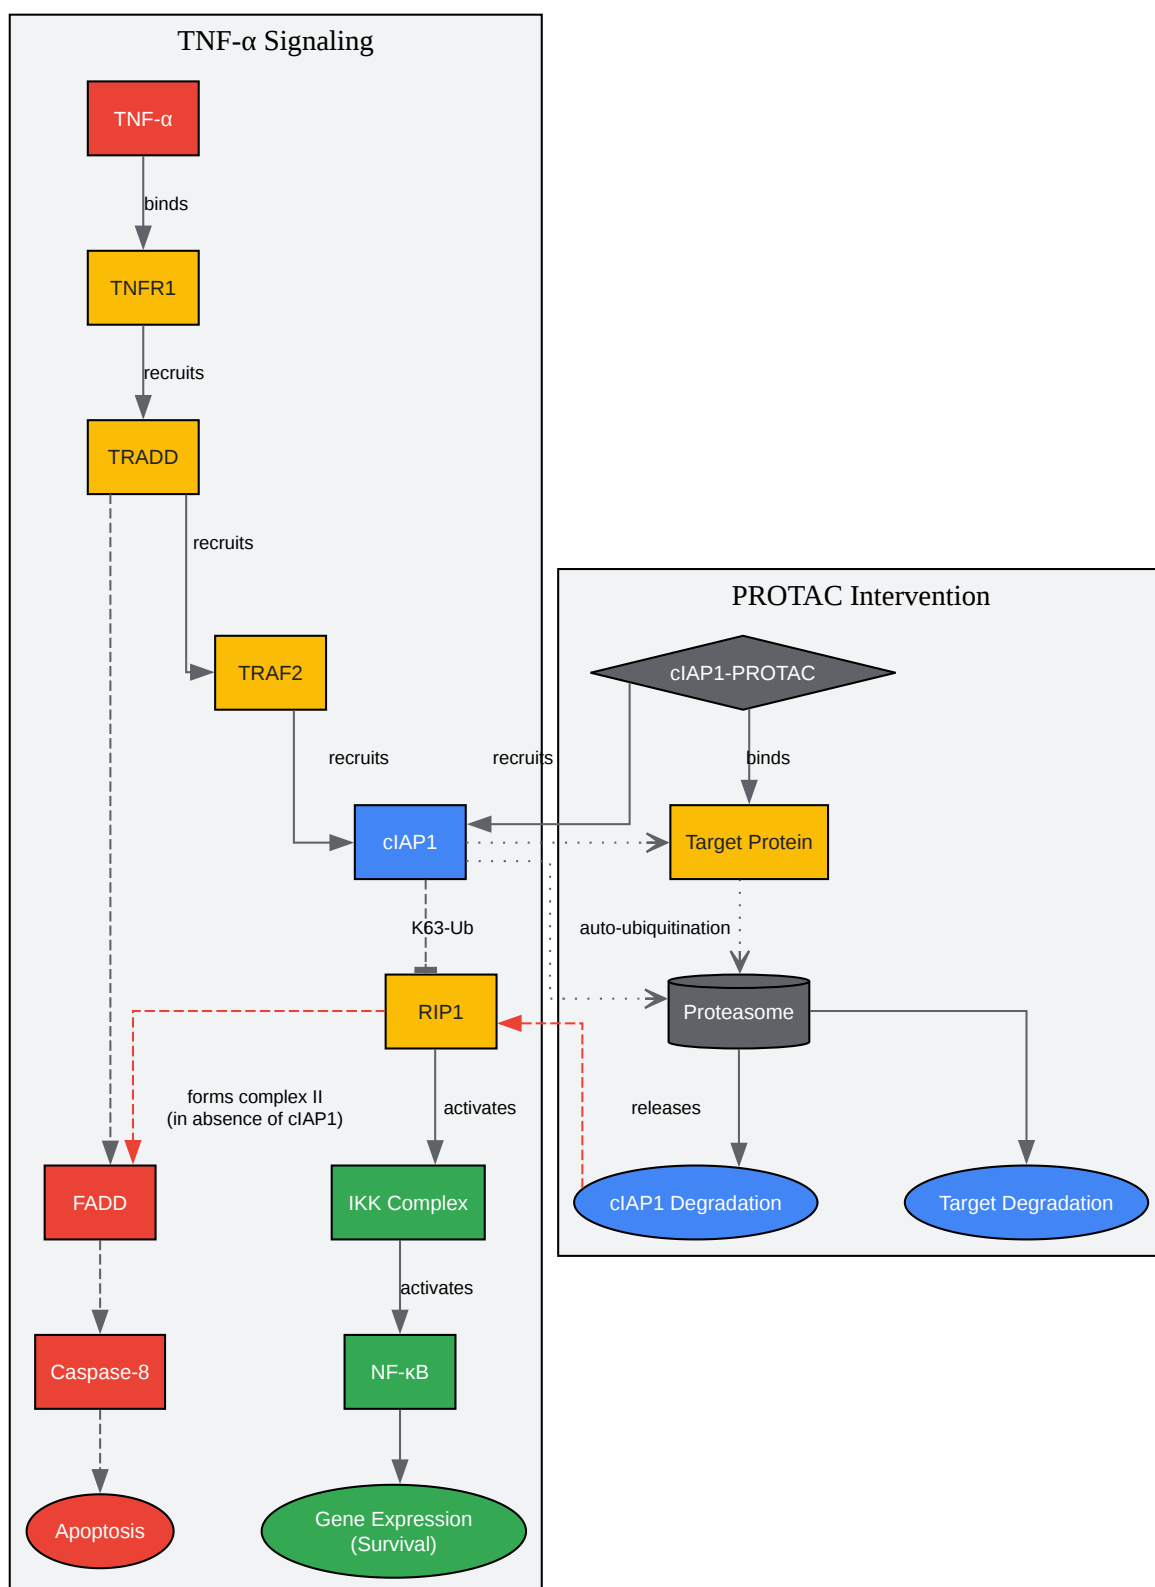 TNF-α Signaling
TNF-α
binds
TNFR1
recruits
TRADD
recruits
PROTAC Intervention
TRAF2
cIAP1-PROTAC
recruits
recruits
binds
cIAP1
Target Protein
K63-Ub
auto-ubiquitination
RIP1
Proteasome
forms complex II
(in absence of cIAP1)
activates
releases
FADD
IKK Complex
cIAP1 Degradation
Target Degradation
activates
Caspase-8
NF-κB
Apoptosis
Gene Expression
(Survival)